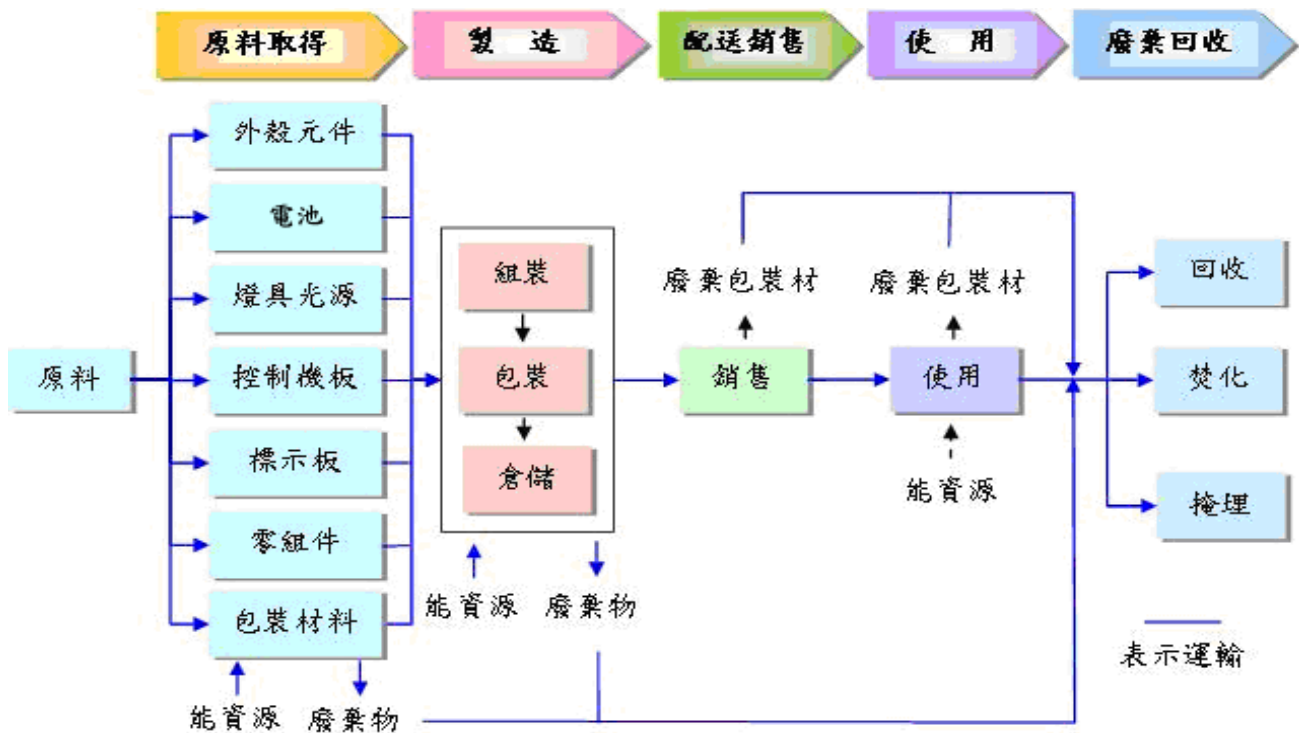 原料取得
製造
配送銷售
使用
廢棄回收
原料
外殼元件
電池
燈具光源
控制機板
標示板
零組件
包裝材料
能資源
廢棄物
組裝
包裝
倉儲
能資源
廢棄物
廢棄包裝材
銷售
廢棄包裝材
使用
能資源
回收
焚化
掩埋
表示運輸